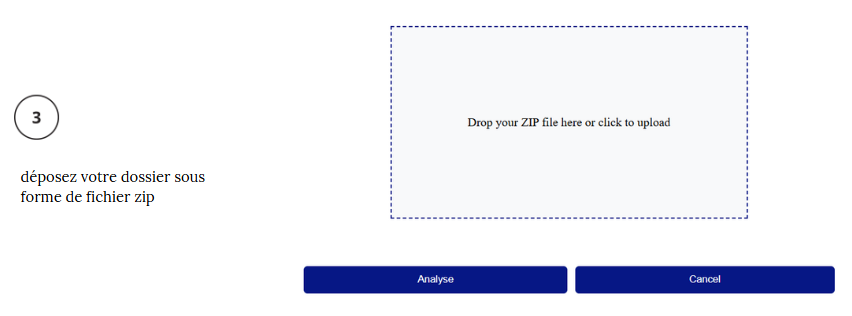 3
déposez votre dossier sous
forme de fichier zip
Drop your ZIP file here or click to upload
Analyse
Cancel